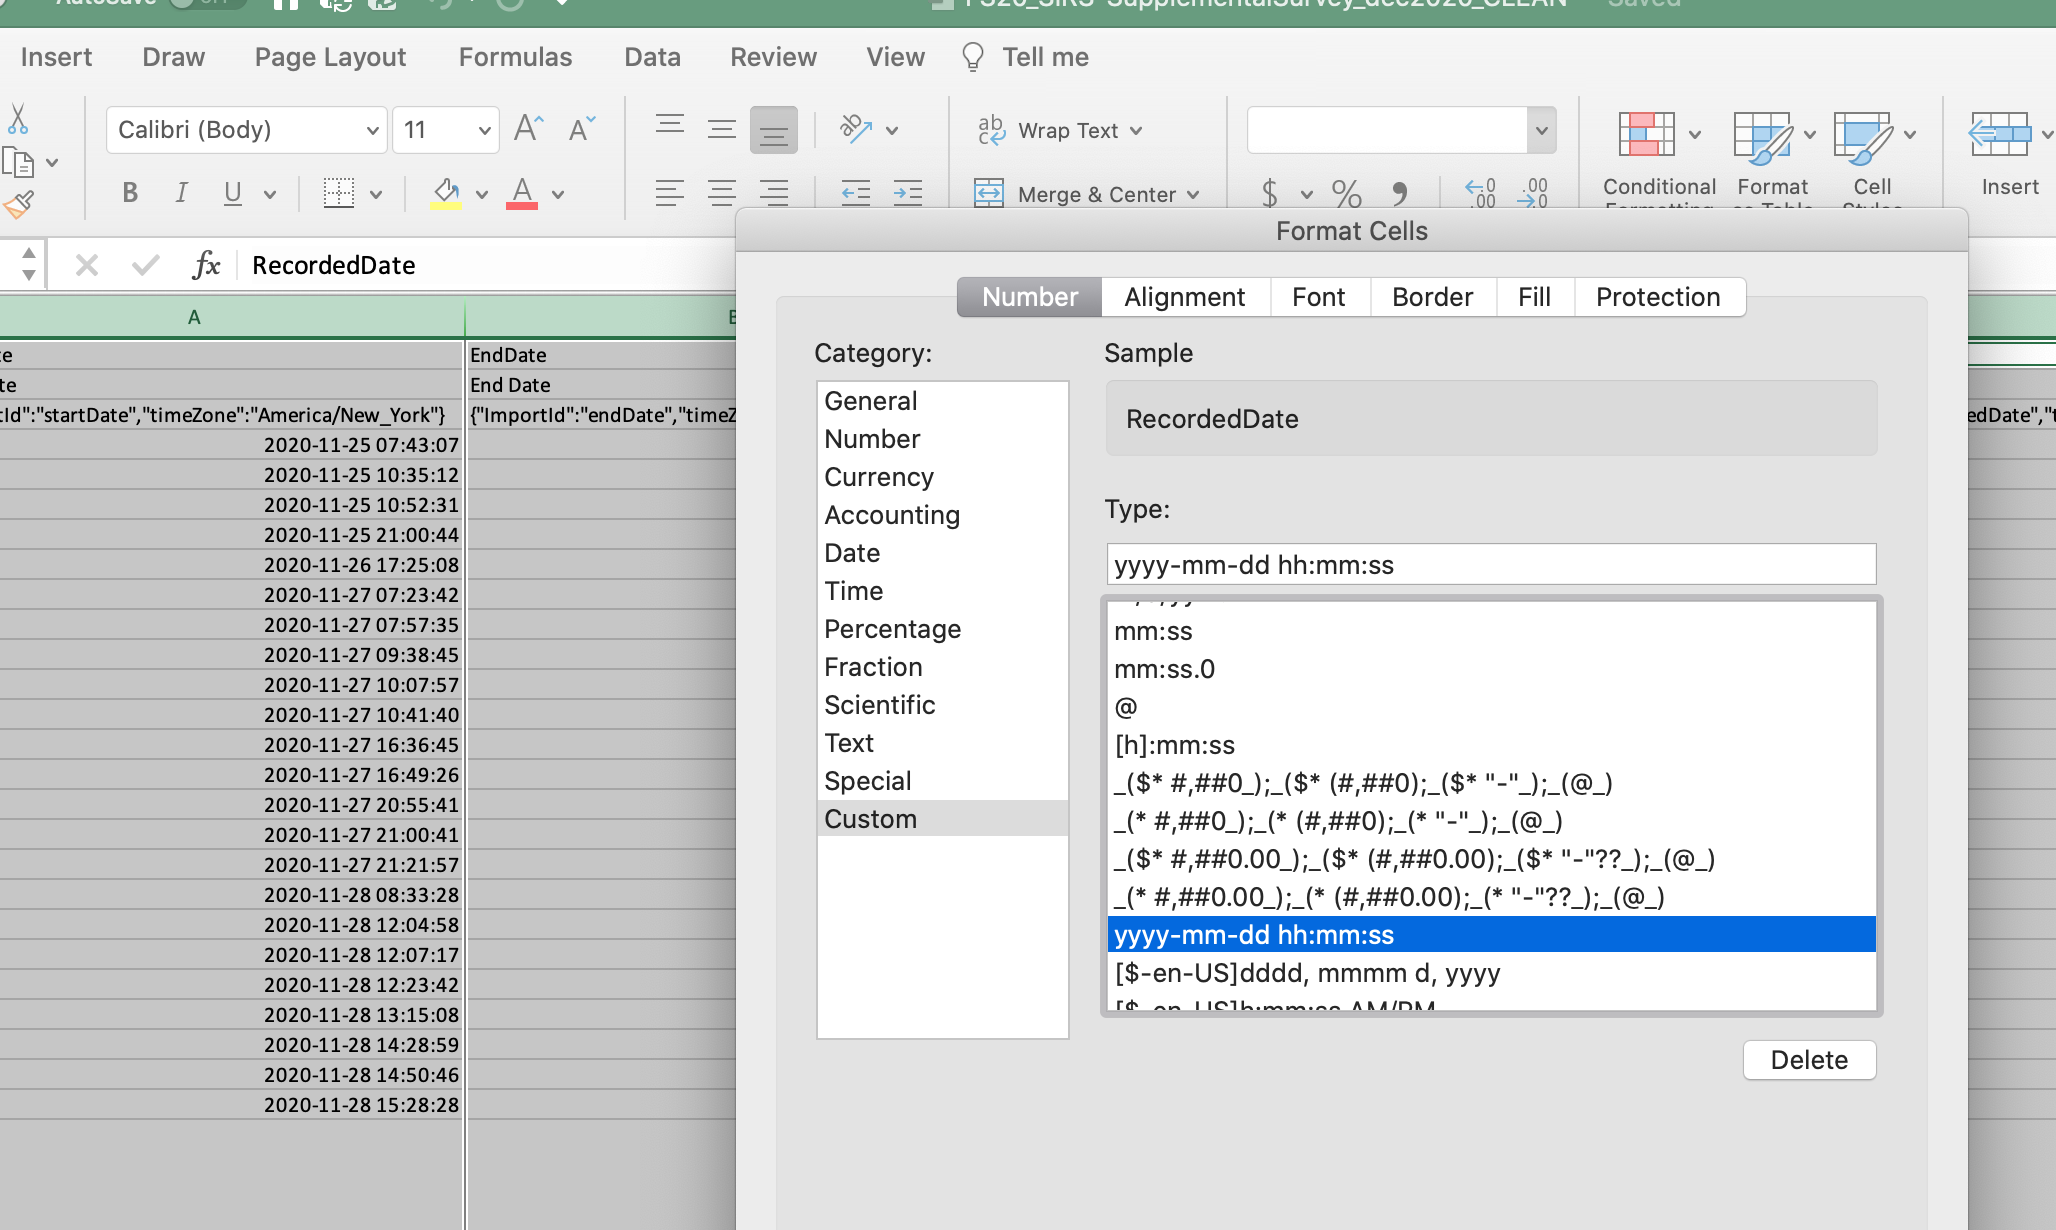 Insert Draw Page Layout Formulas Data Review View Tell me
Calibri (Body) 11 Wrap Text
B I U A Merge & Center $ % Conditional Format Cell Insert
Format Cells
fx RecordedDate
Number Alignment Font Border Fill Protection
A
Category: Sample
EndDate
End Date
Id":"startDate","timeZone":"America/New_York"} {"ImportId":"endDate","timeZ
edDate","t
2020-11-25 07:43:07
2020-11-25 10:35:12
2020-11-25 10:52:31
2020-11-25 21:00:44
2020-11-26 17:25:08
2020-11-27 07:23:42
2020-11-27 07:57:35
2020-11-27 09:38:45
2020-11-27 10:07:57
2020-11-27 10:41:40
2020-11-27 16:36:45
2020-11-27 16:49:26
2020-11-27 20:55:41
2020-11-27 21:00:41
2020-11-27 21:21:57
2020-11-28 08:33:28
2020-11-28 12:04:58
2020-11-28 12:07:17
2020-11-28 12:23:42
2020-11-28 13:15:08
2020-11-28 14:28:59
2020-11-28 14:50:46
2020-11-28 15:28:28
General
Number
Currency
Accounting
Date
Time
Percentage
Fraction
Scientific
Text
Special
Custom
RecordedDate
Type:
yyyy-mm-dd hh:mm:ss
mm:ss
mm:ss.0
@
[h]:mm:ss
_($* #,##0_);_($* (#,##0);_($* "-"_);_(@_)
_(* #,##0_);_(* (#,##0);_(* "-"_);_(@_)
_($* #,##0.00_);_($* (#,##0.00);_($* "-"??_);_(@_)
_(* #,##0.00_);_(* (#,##0.00);_(* "-"??_);_(@_)
yyyy-mm-dd hh:mm:ss
[$-en-US]dddd, mmmm d, yyyy
[$-en-US]h:mm:ss AM/PM
Delete